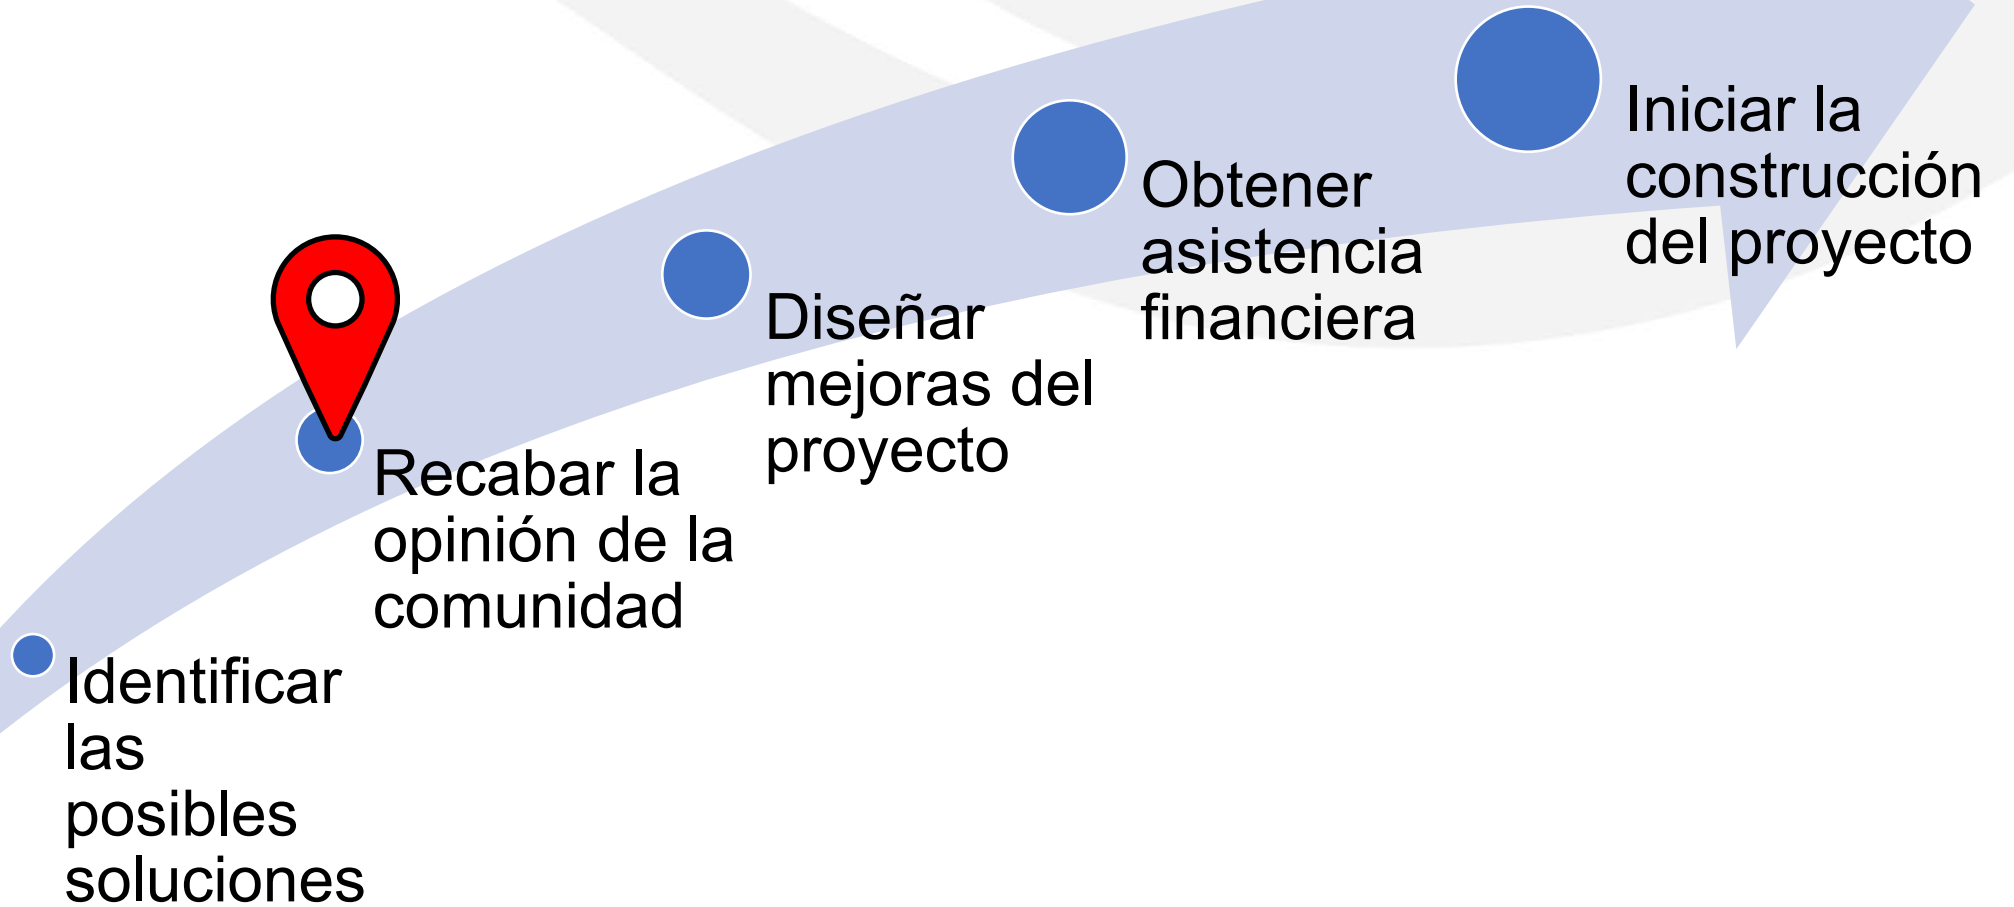 Identificar
las
posibles
soluciones
Recabar la
opinión de la
comunidad
Diseñar
mejoras del
proyecto
Obtener
asistencia
financiera
Iniciar la
construcción
del proyecto